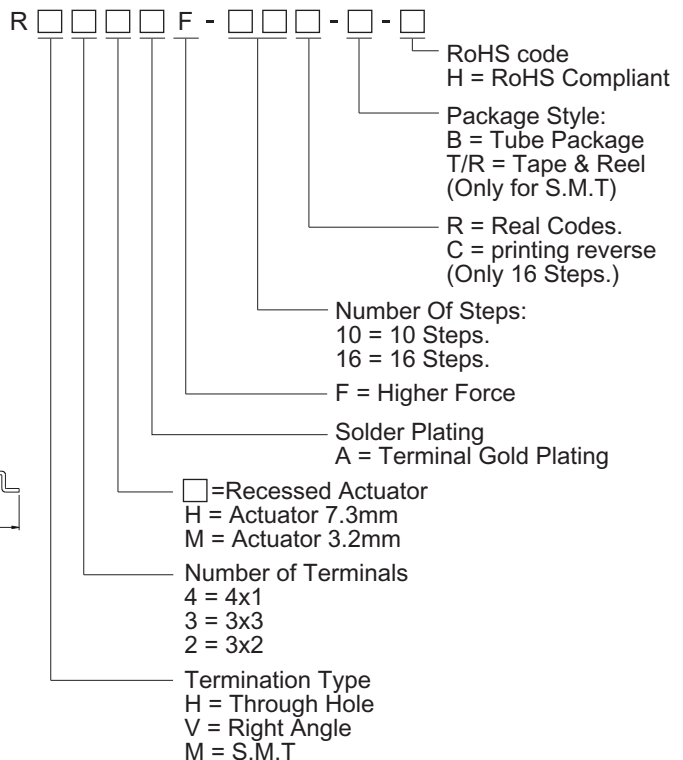 R □ □ □ □ F - □ □ □ - □ - □
RoHS code
H = RoHS Compliant
Package Style:
B = Tube Package
T/R = Tape & Reel
(Only for S.M.T)
R = Real Codes.
C = printing reverse
(Only 16 Steps.)
Number Of Steps:
10 = 10 Steps.
16 = 16 Steps.
F = Higher Force
Solder Plating
A = Terminal Gold Plating
□=Recessed Actuator
H = Actuator 7.3mm
M = Actuator 3.2mm
Number of Terminals
4 = 4x1
3 = 3x3
2 = 3x2
Termination Type
H = Through Hole
V = Right Angle
M = S.M.T